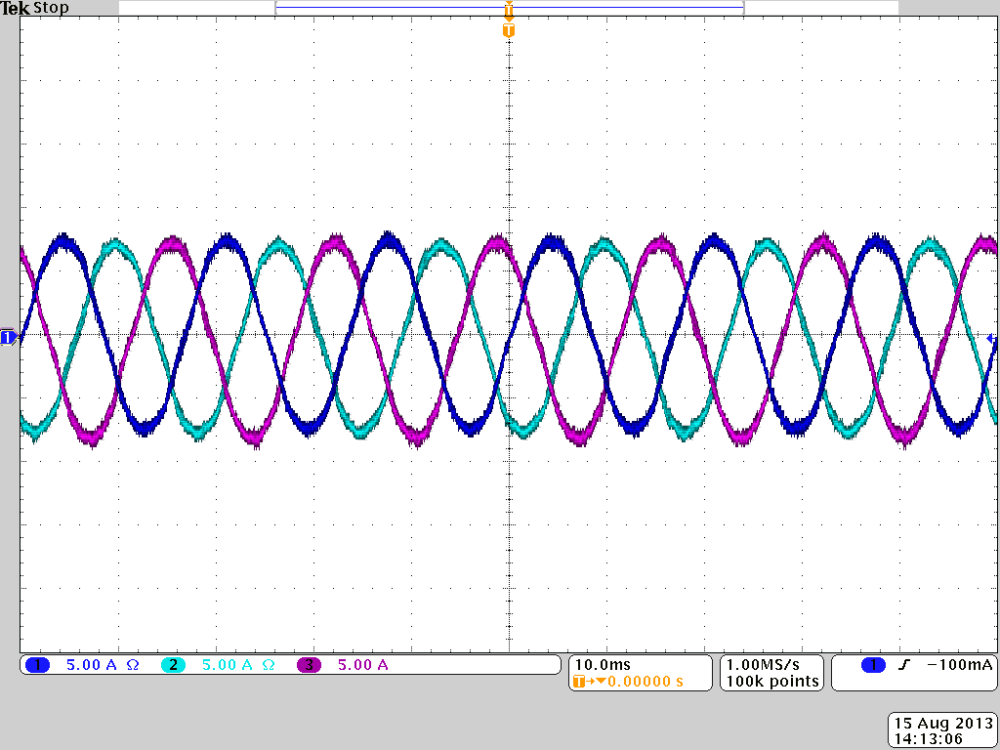 Tek Stop
T
T
1
1 5.00 A Ω 2 5.00 A Ω 3 5.00 A
10.0ms
T→▼0.00000 s
1.00MS/s
100k points
1 ʃ −100mA
15 Aug 2013
14:13:06